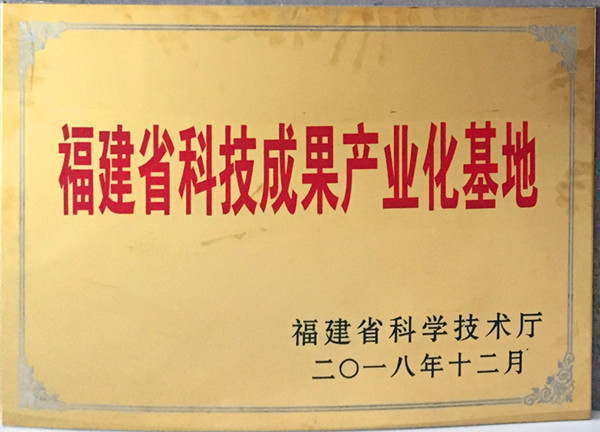 福建省科技成果产业化基地
福建省科学技术厅
二〇一八年十二月